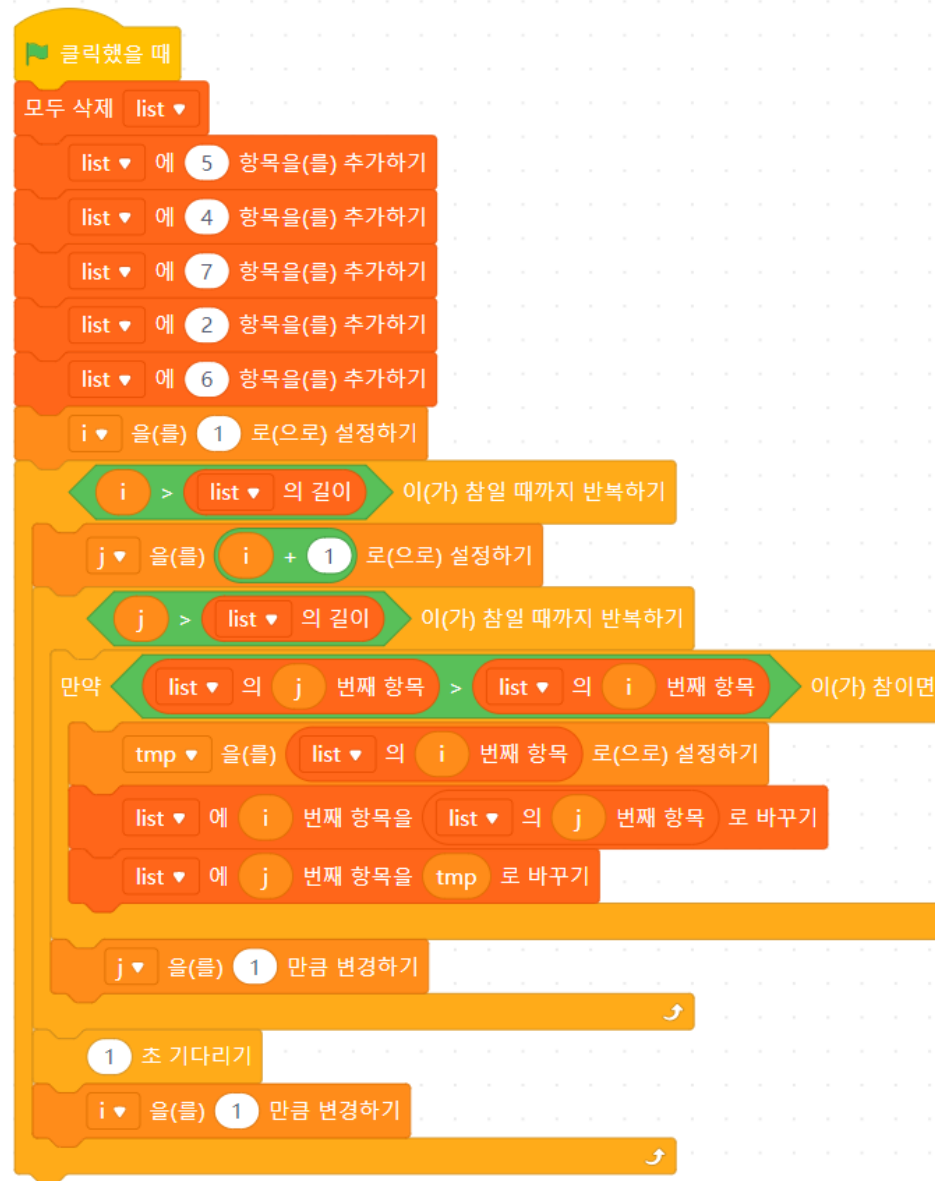 클릭했을 때
모두 삭제 list
list 에 5 항목을(를) 추가하기
list 에 4 항목을(를) 추가하기
list 에 7 항목을(를) 추가하기
list 에 2 항목을(를) 추가하기
list 에 6 항목을(를) 추가하기
i 을(를) 1 로(으로) 설정하기
i > list 의 길이 이(가) 참일 때까지 반복하기
j 을(를) i + 1 로(으로) 설정하기
j > list 의 길이 이(가) 참일 때까지 반복하기
만약 list 의 j 번째 항목 > list 의 i 번째 항목 이(가) 참이면
tmp 을(를) list 의 i 번째 항목 로(으로) 설정하기
list 에 i 번째 항목을 list 의 j 번째 항목 로 바꾸기
list 에 j 번째 항목을 tmp 로 바꾸기
j 을(를) 1 만큼 변경하기
1 초 기다리기
i 을(를) 1 만큼 변경하기